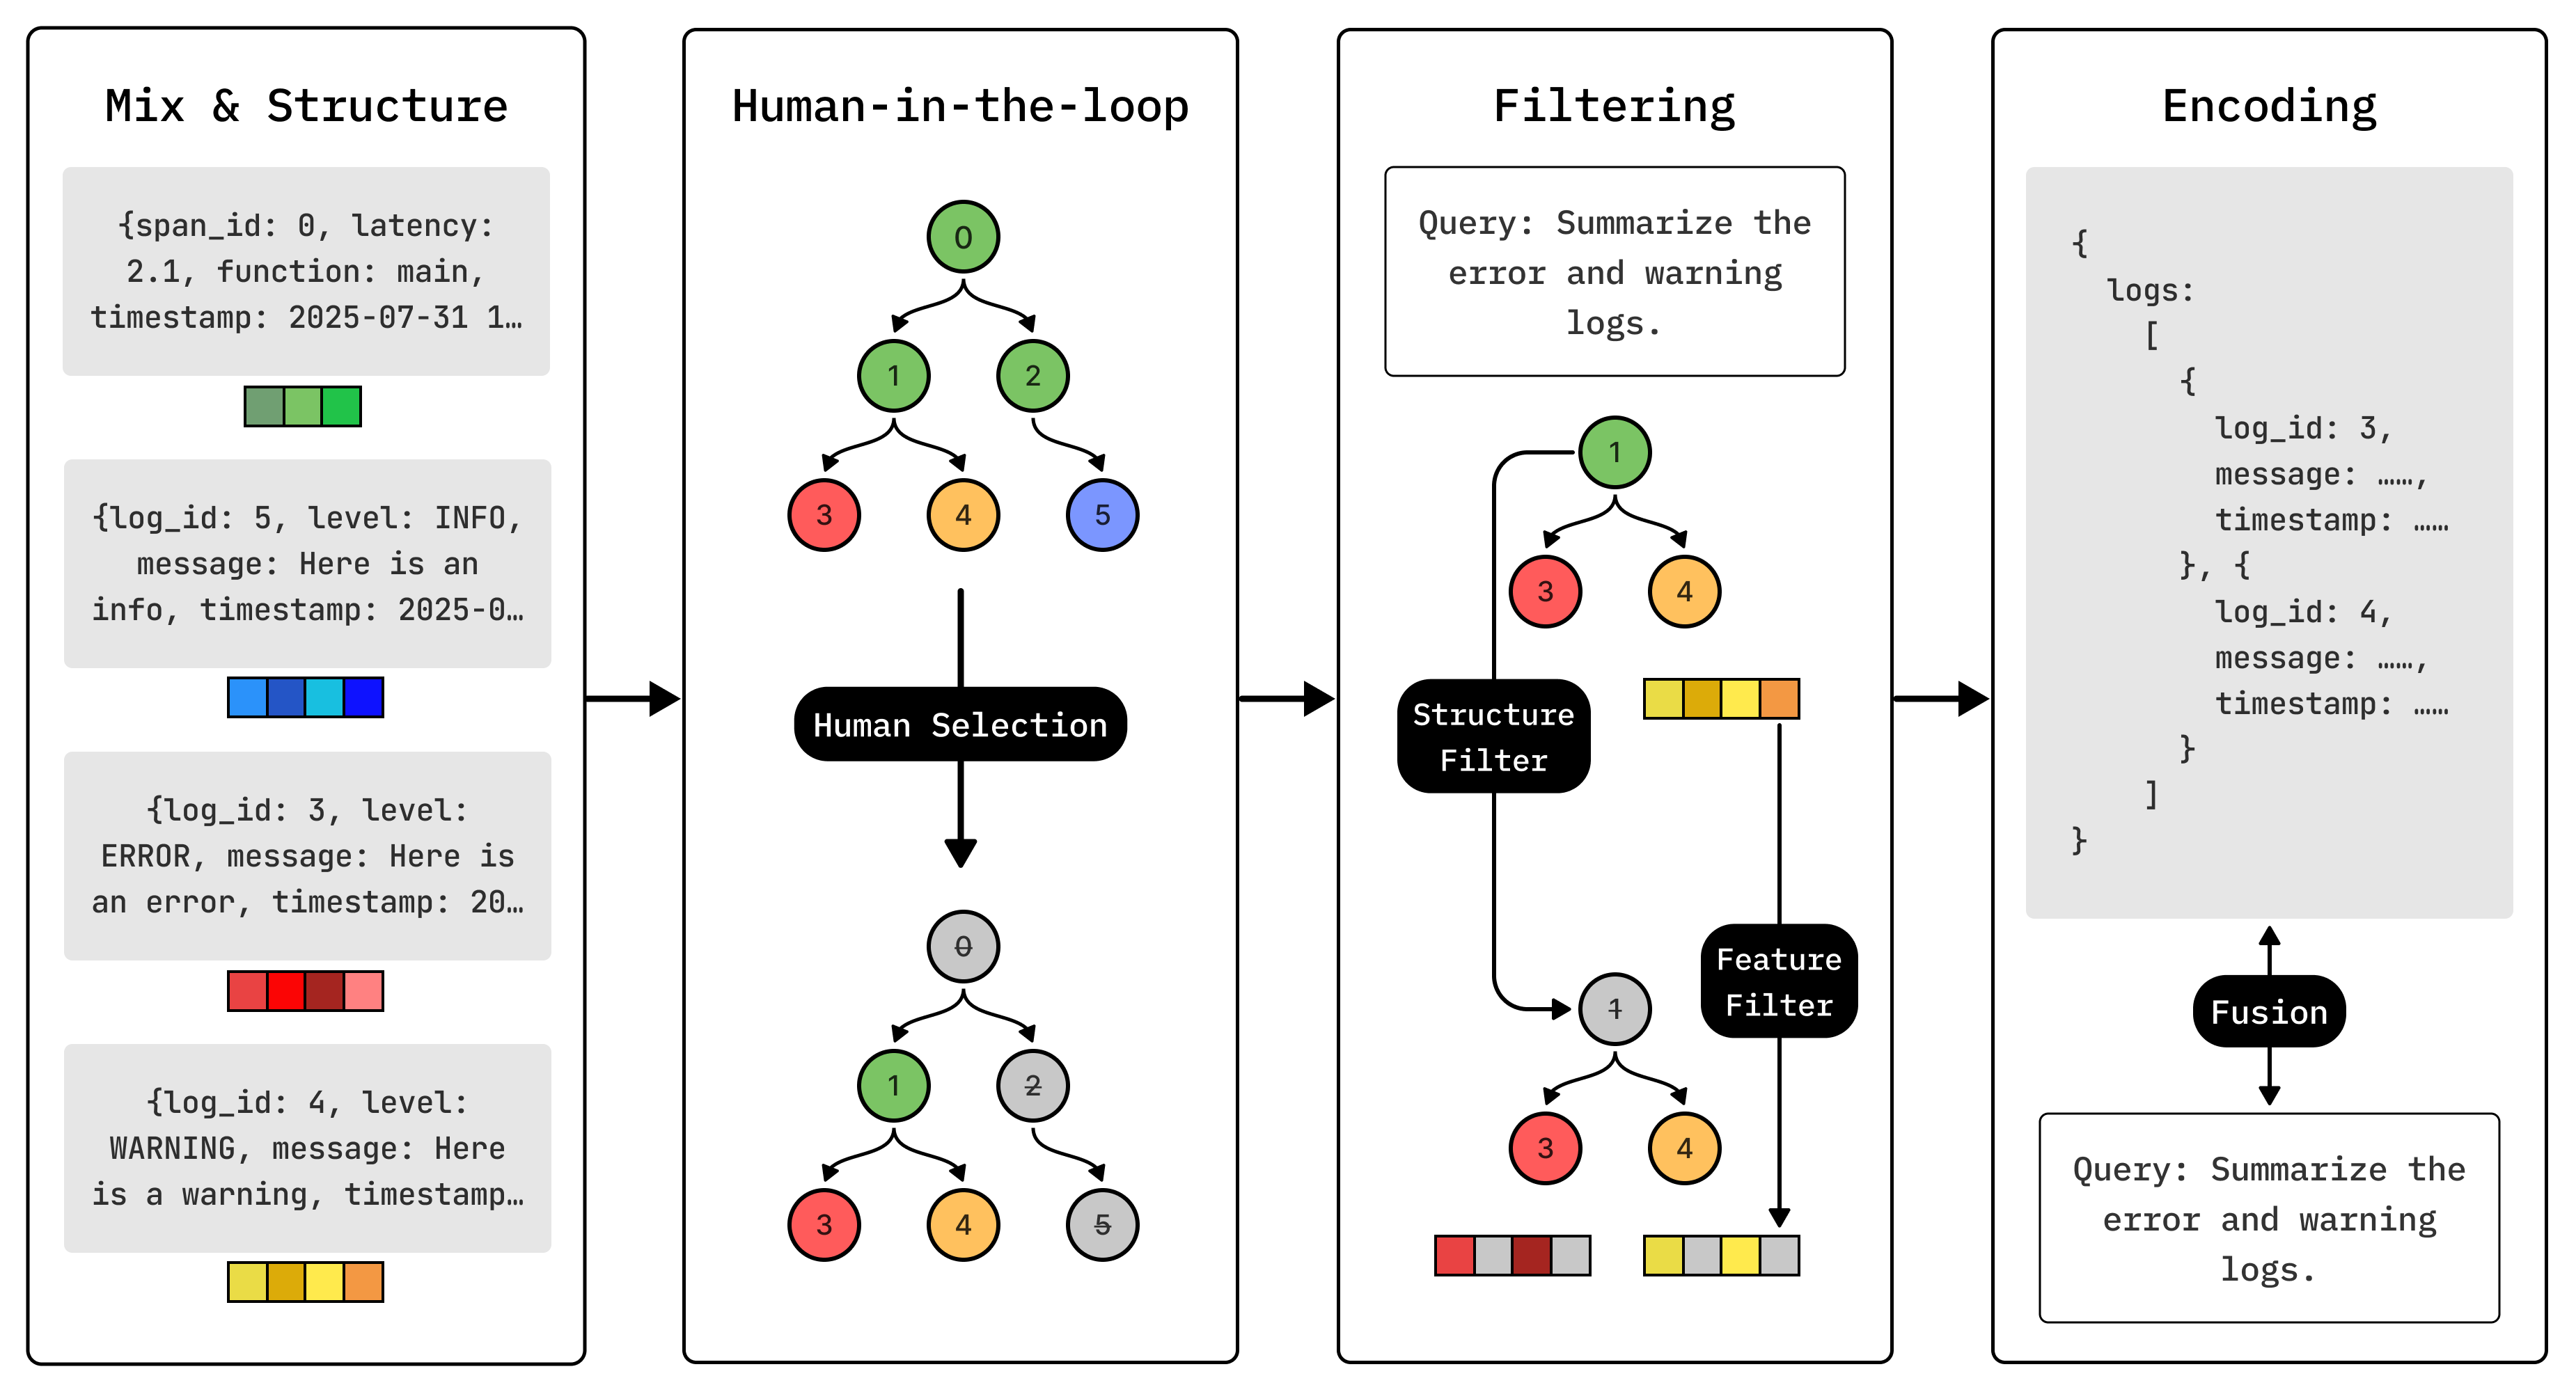 Mix & Structure
{span_id: 0, latency:
2.1, function: main,
timestamp: 2025-07-31 1…
{log_id: 5, level: INFO,
message: Here is an
info, timestamp: 2025-0…
{log_id: 3, level:
ERROR, message: Here is
an error, timestamp: 20…
{log_id: 4, level:
WARNING, message: Here
is a warning, timestamp…
Human-in-the-loop
0
1 2
3 4 5
Human Selection
0
1 2
3 4 5
Filtering
Query: Summarize the
error and warning
logs.
1
3 4
Structure
Filter
Feature
Filter
1
3 4
Encoding
{
logs:
[
{
log_id: 3,
message: ……,
timestamp: ……
}, {
log_id: 4,
message: ……,
timestamp: ……
}
]
}
Fusion
Query: Summarize the
error and warning
logs.